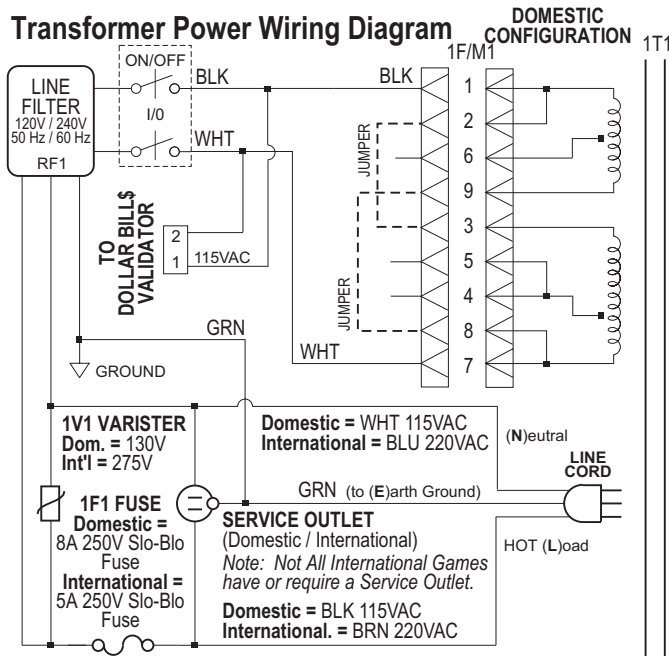 Transformer Power Wiring Diagram
DOMESTIC
CONFIGURATION
1T1
1F/M1
ON/OFF
BLK
BLK
LINE
FILTER
120V / 240V
50 Hz / 60 Hz
RF1
I/0
WHT
1
2
6
9
3
5
4
8
7
JUMPER
JUMPER
TO
DOLLAR BILL$
VALIDATOR
2
1
115VAC
GRN
WHT
GROUND
1V1 VARISTER
Dom. = 130V
Int'l = 275V
Domestic = WHT 115VAC
International = BLU 220VAC
(N)eutral
LINE
CORD
GRN (to (E)arth Ground)
1F1 FUSE
Domestic =
8A 250V Slo-Blo
Fuse
International =
5A 250V Slo-Blo
Fuse
SERVICE OUTLET
(Domestic / International)
Note: Not All International Games
have or require a Service Outlet.
HOT (L)oad
Domestic = BLK 115VAC
International. = BRN 220VAC